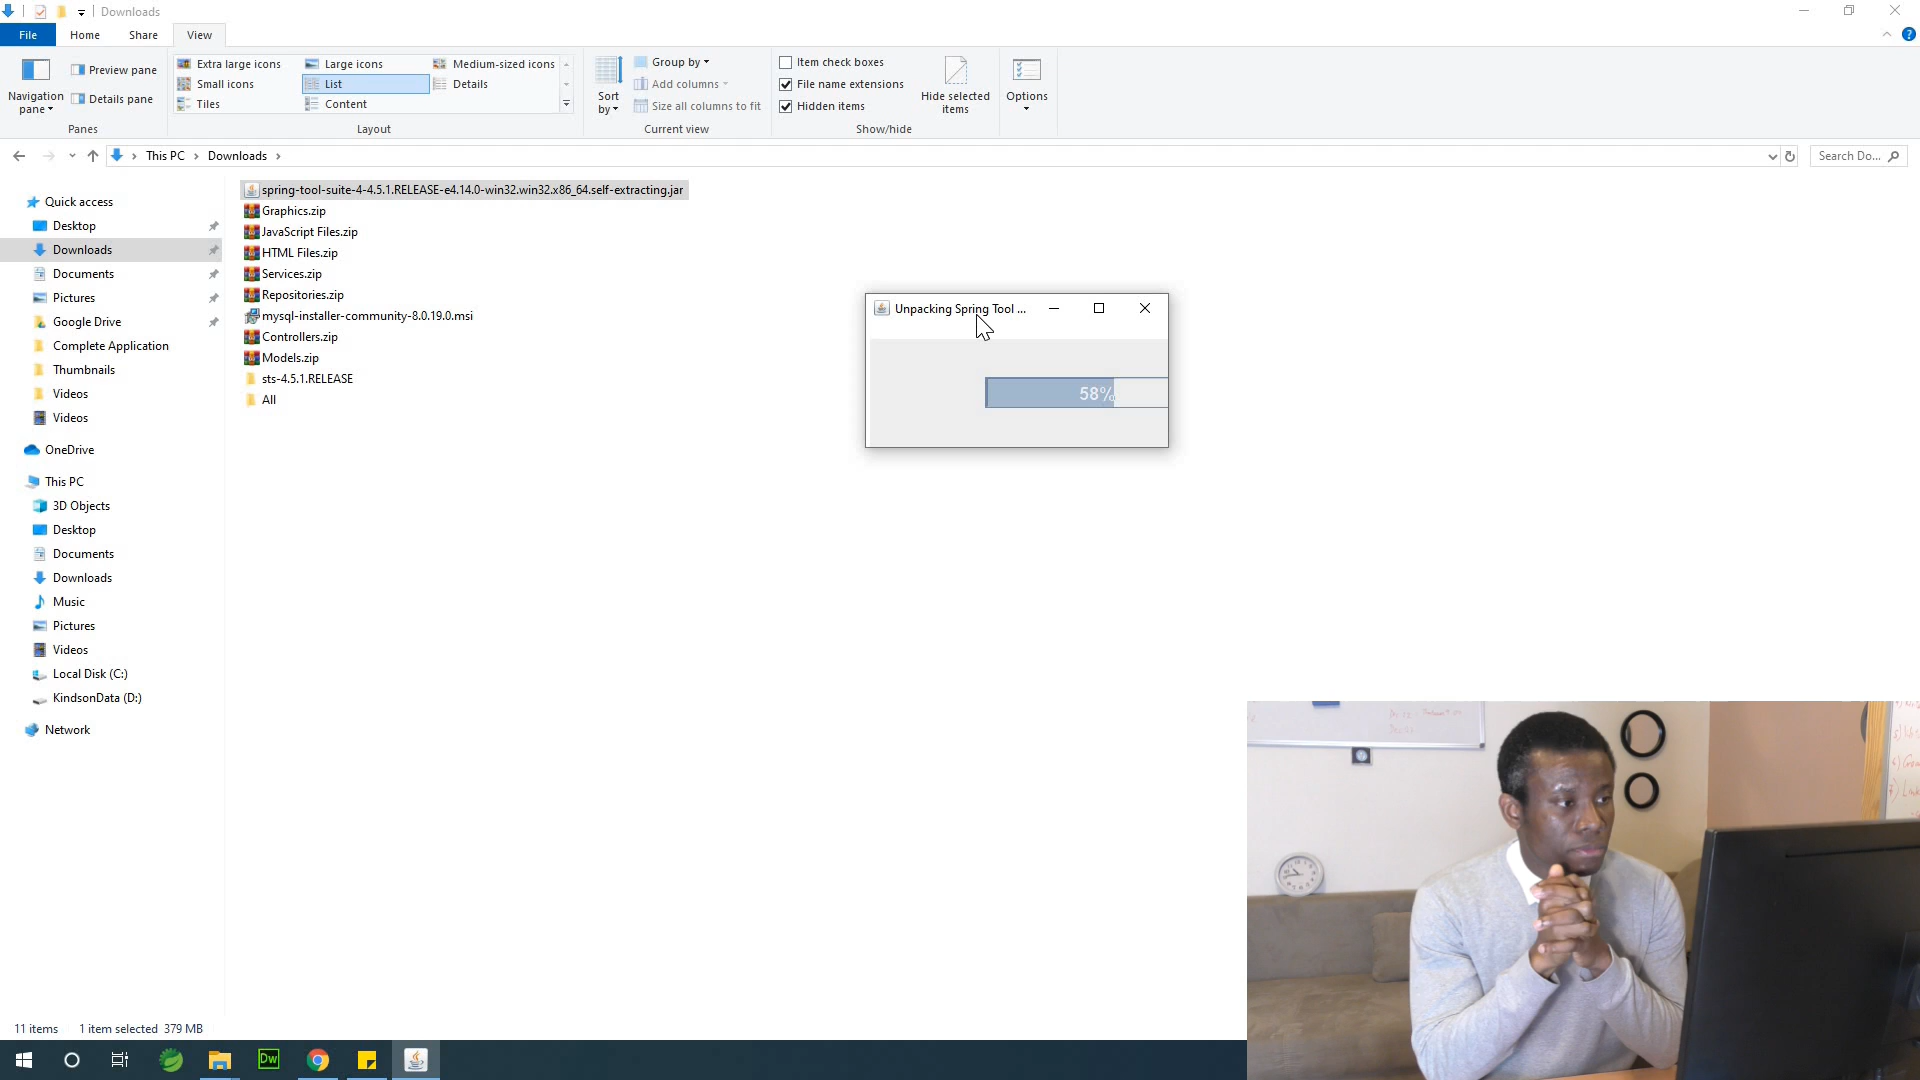 Downloads
File Home Share View
Navigation pane
Preview pane
Details pane
Panes
Extra large icons Large icons Medium-sized icons
Small icons List Details
Tiles Content
Layout
Sort by
Group by
Add columns
Size all columns to fit
Current view
Item check boxes
File name extensions
Hidden items
Hide selected items
Show/hide
Options
This PC Downloads
Search Do...
Quick access
Desktop
Downloads
Documents
Pictures
Google Drive
Complete Application
Thumbnails
Videos
Videos
OneDrive
This PC
3D Objects
Desktop
Documents
Downloads
Music
Pictures
Videos
Local Disk (C:)
KindsonData (D:)
Network
spring-tool-suite-4-4.5.1.RELEASE-e4.14.0-win32.win32.x86_64.self-extracting.jar
Graphics.zip
JavaScript Files.zip
HTML Files.zip
Services.zip
Repositories.zip
mysql-installer-community-8.0.19.0.msi
Controllers.zip
Models.zip
sts-4.5.1.RELEASE
All
Unpacking Spring Tool ...
58%
11 items 1 item selected 379 MB
Dw